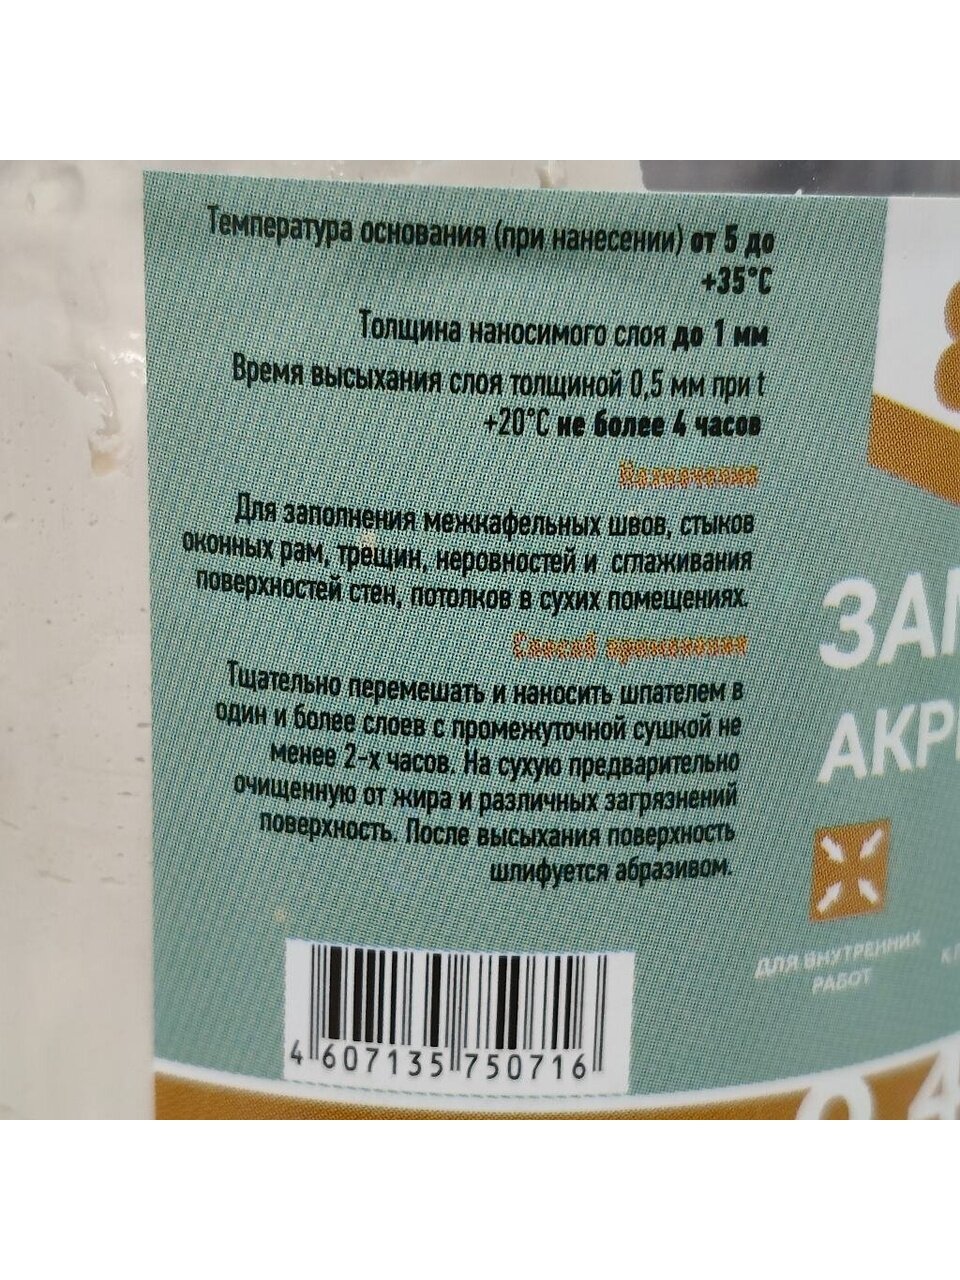 Температура основания (при нанесении) от 5 до
+35°C
Толщина наносимого слоя до 1 мм
Время высыхания слоя толщиной 0,5 мм при t
+20°C не более 4 часов
Назначение
Для заполнения межкафельных швов, стыков
оконных рам, трещин, неровностей и сглаживания
поверхностей стен, потолков в сухих помещениях.
Способ применения
Тщательно перемешать и наносить шпателем в
один и более слоев с промежуточной сушкой не
менее 2-х часов. На сухую предварительно
очищенную от жира и различных загрязнений
поверхность. После высыхания поверхность
шлифуется абразивом.
4 607135 750716
ДЛЯ ВНУТРЕННИХ
РАБОТ